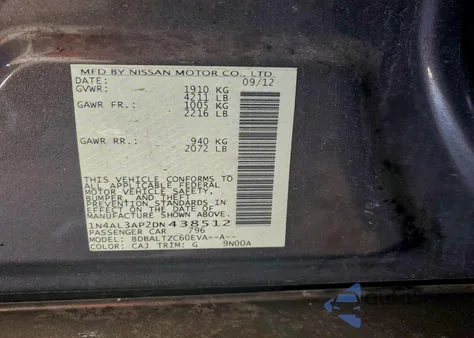 MFD BY NISSAN MOTOR CO., LTD.
DATE: 09/12
GVWR: 1910 KG
4211 LB
GAWR FR: 1005 KG
2216 LB
GAWR RR: 940 KG
2072 LB
THIS VEHICLE CONFORMS TO
ALL APPLICABLE FEDERAL
MOTOR VEHICLE SAFETY,
BUMPER, AND THEFT
PREVENTION STANDARDS IN
EFFECT ON THE DATE OF
MANUFACTURE SHOWN ABOVE.
1N4AL3AP2DN438512
PASSENGER CAR 796
MODEL: BDBALTZC60EVA--A--
COLOR: CAJ TRIM: G 9N00A